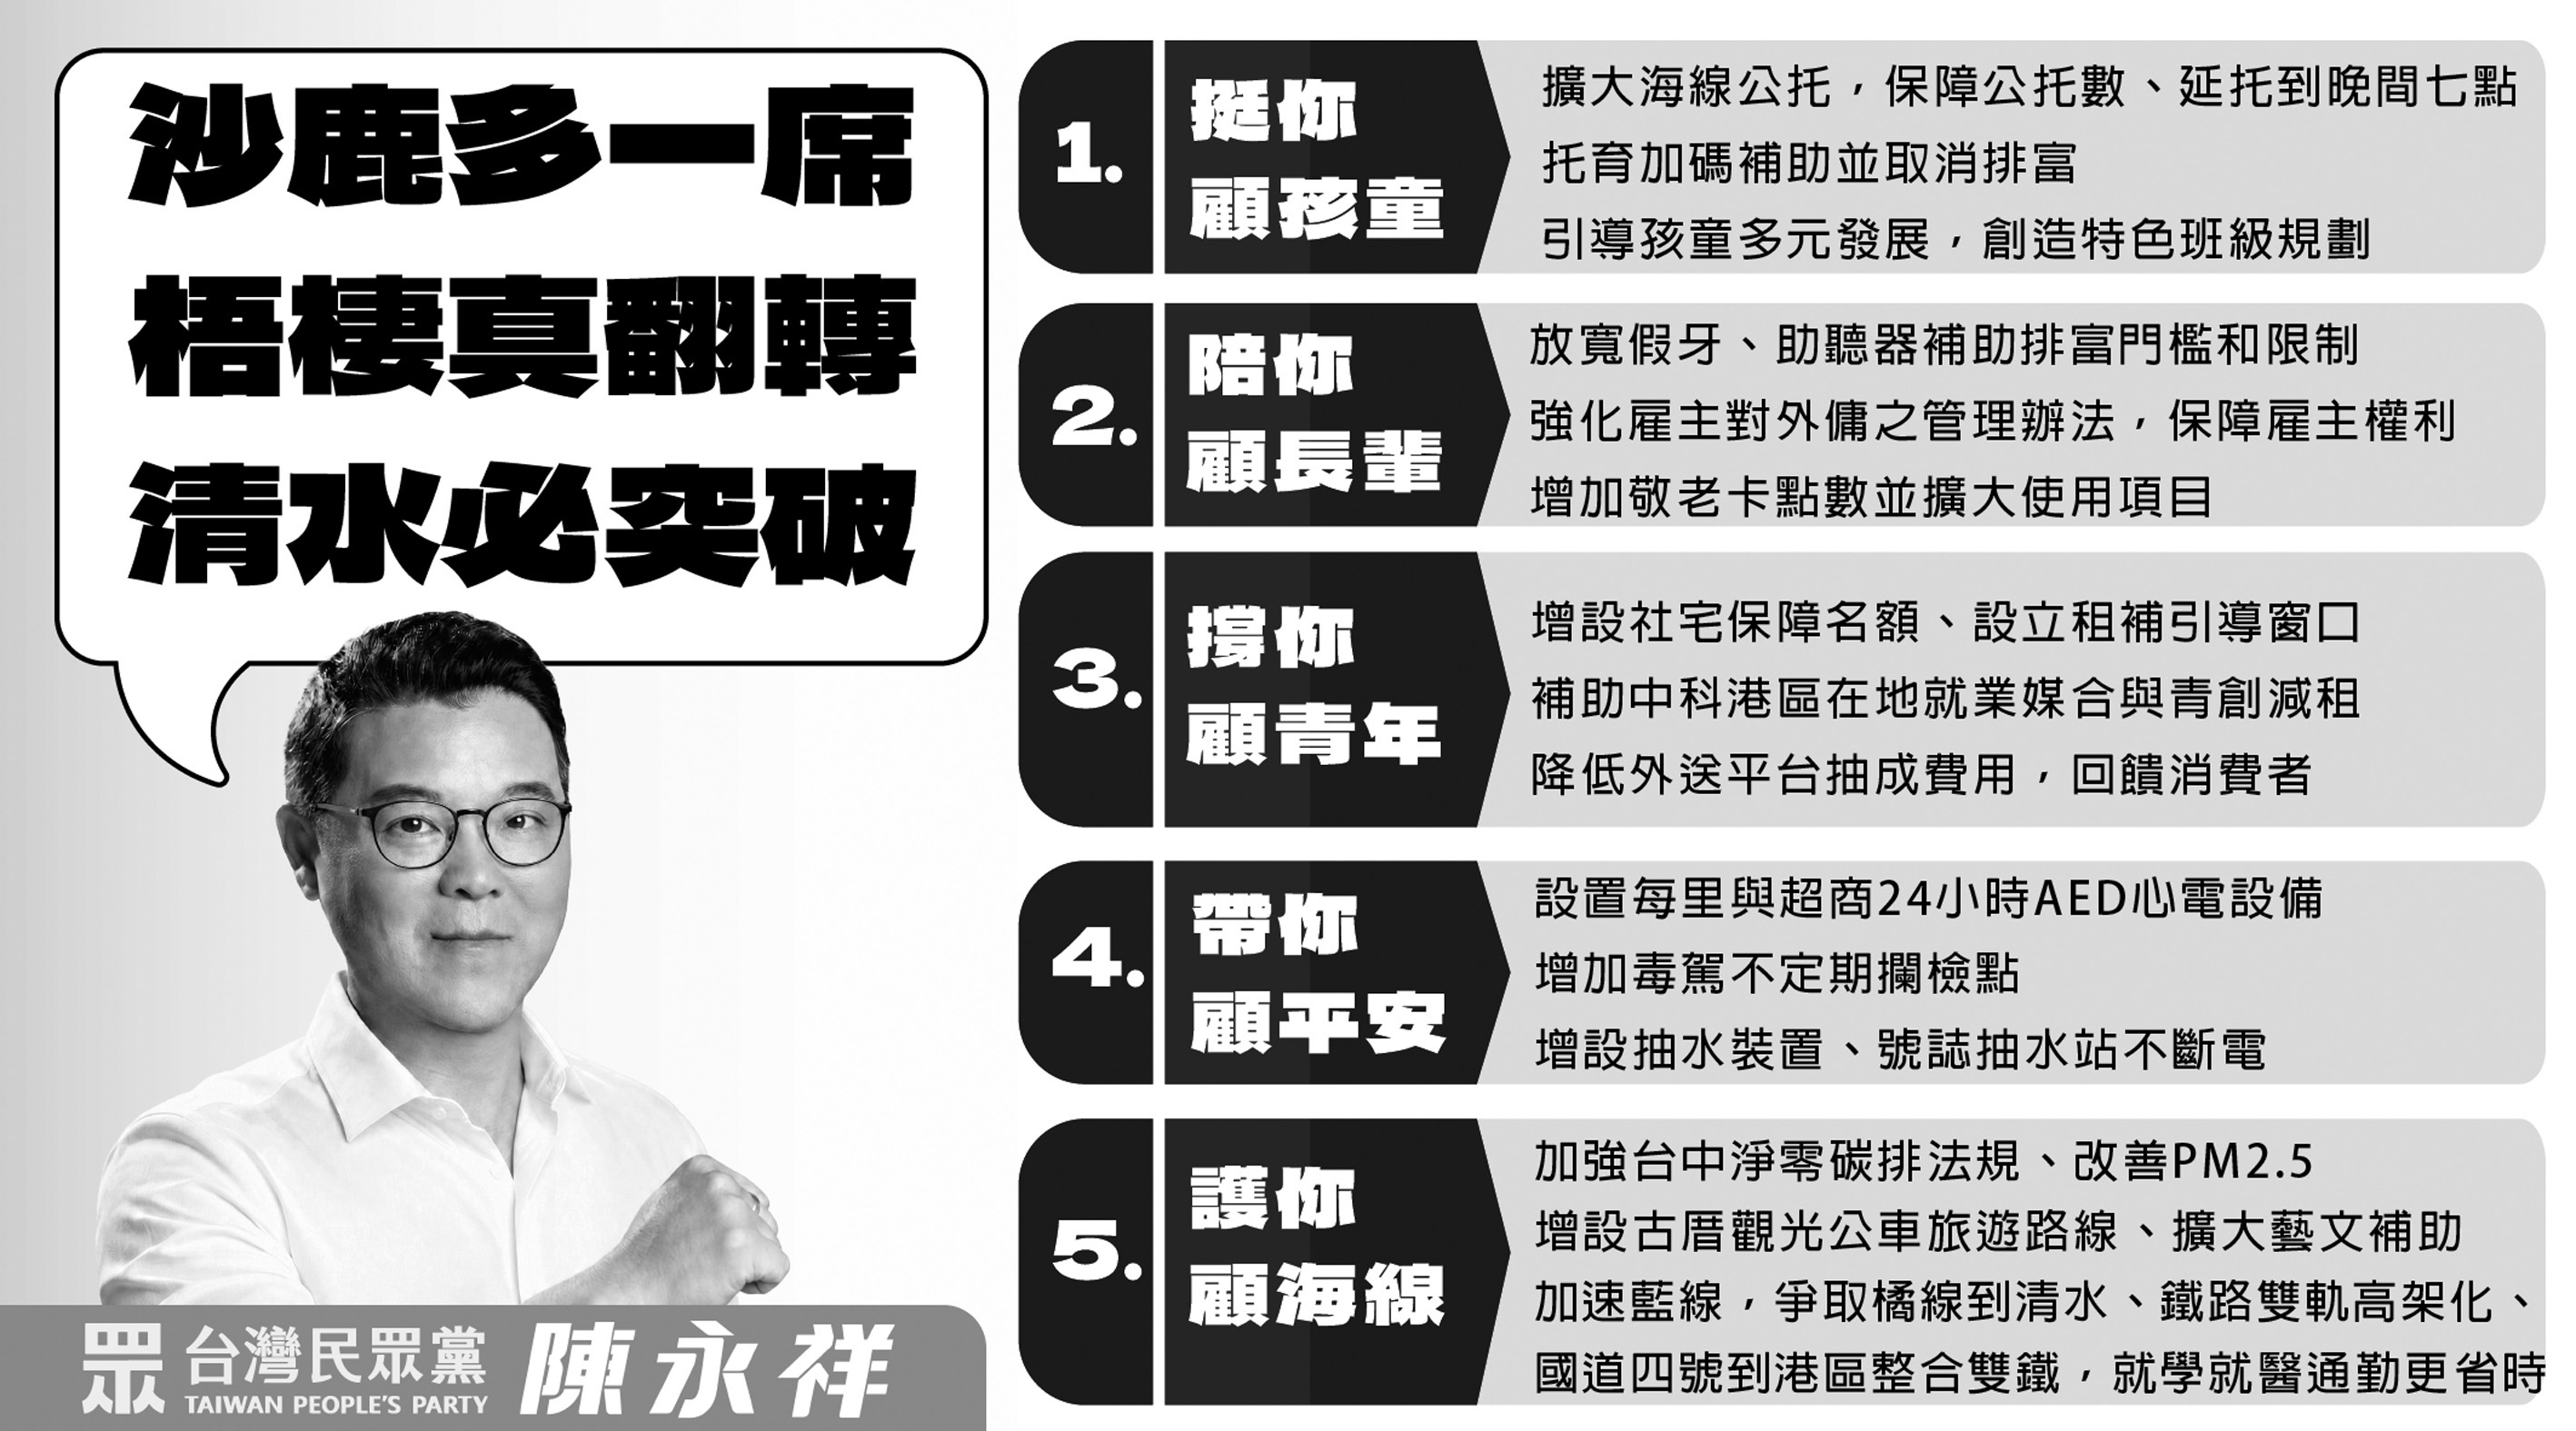 沙鹿多一席
梧棲真翻轉
清水必突破
眾 台灣民眾黨
TAIWAN PEOPLE'S PARTY
陳永祥
1.
挺你
顧孩童
擴大海線公托，保障公托數、延托到晚間七點
托育加碼補助並取消排富
引導孩童多元發展，創造特色班級規劃
2.
陪你
顧長輩
放寬假牙、助聽器補助排富門檻和限制
強化雇主對外傭之管理辦法，保障雇主權利
增加敬老卡點數並擴大使用項目
3.
撐你
顧青年
增設社宅保障名額、設立租補引導窗口
補助中科港區在地就業媒合與青創減租
降低外送平台抽成費用，回饋消費者
4.
帶你
顧平安
設置每里與超商24小時AED心電設備
增加毒駕不定期攔檢點
增設抽水裝置、號誌抽水站不斷電
5.
護你
顧海線
加強台中淨零碳排法規、改善PM2.5
增設古厝觀光公車旅遊路線、擴大藝文補助
加速藍線，爭取橘線到清水、鐵路雙軌高架化、
國道四號到港區整合雙鐵，就學就醫通勤更省時